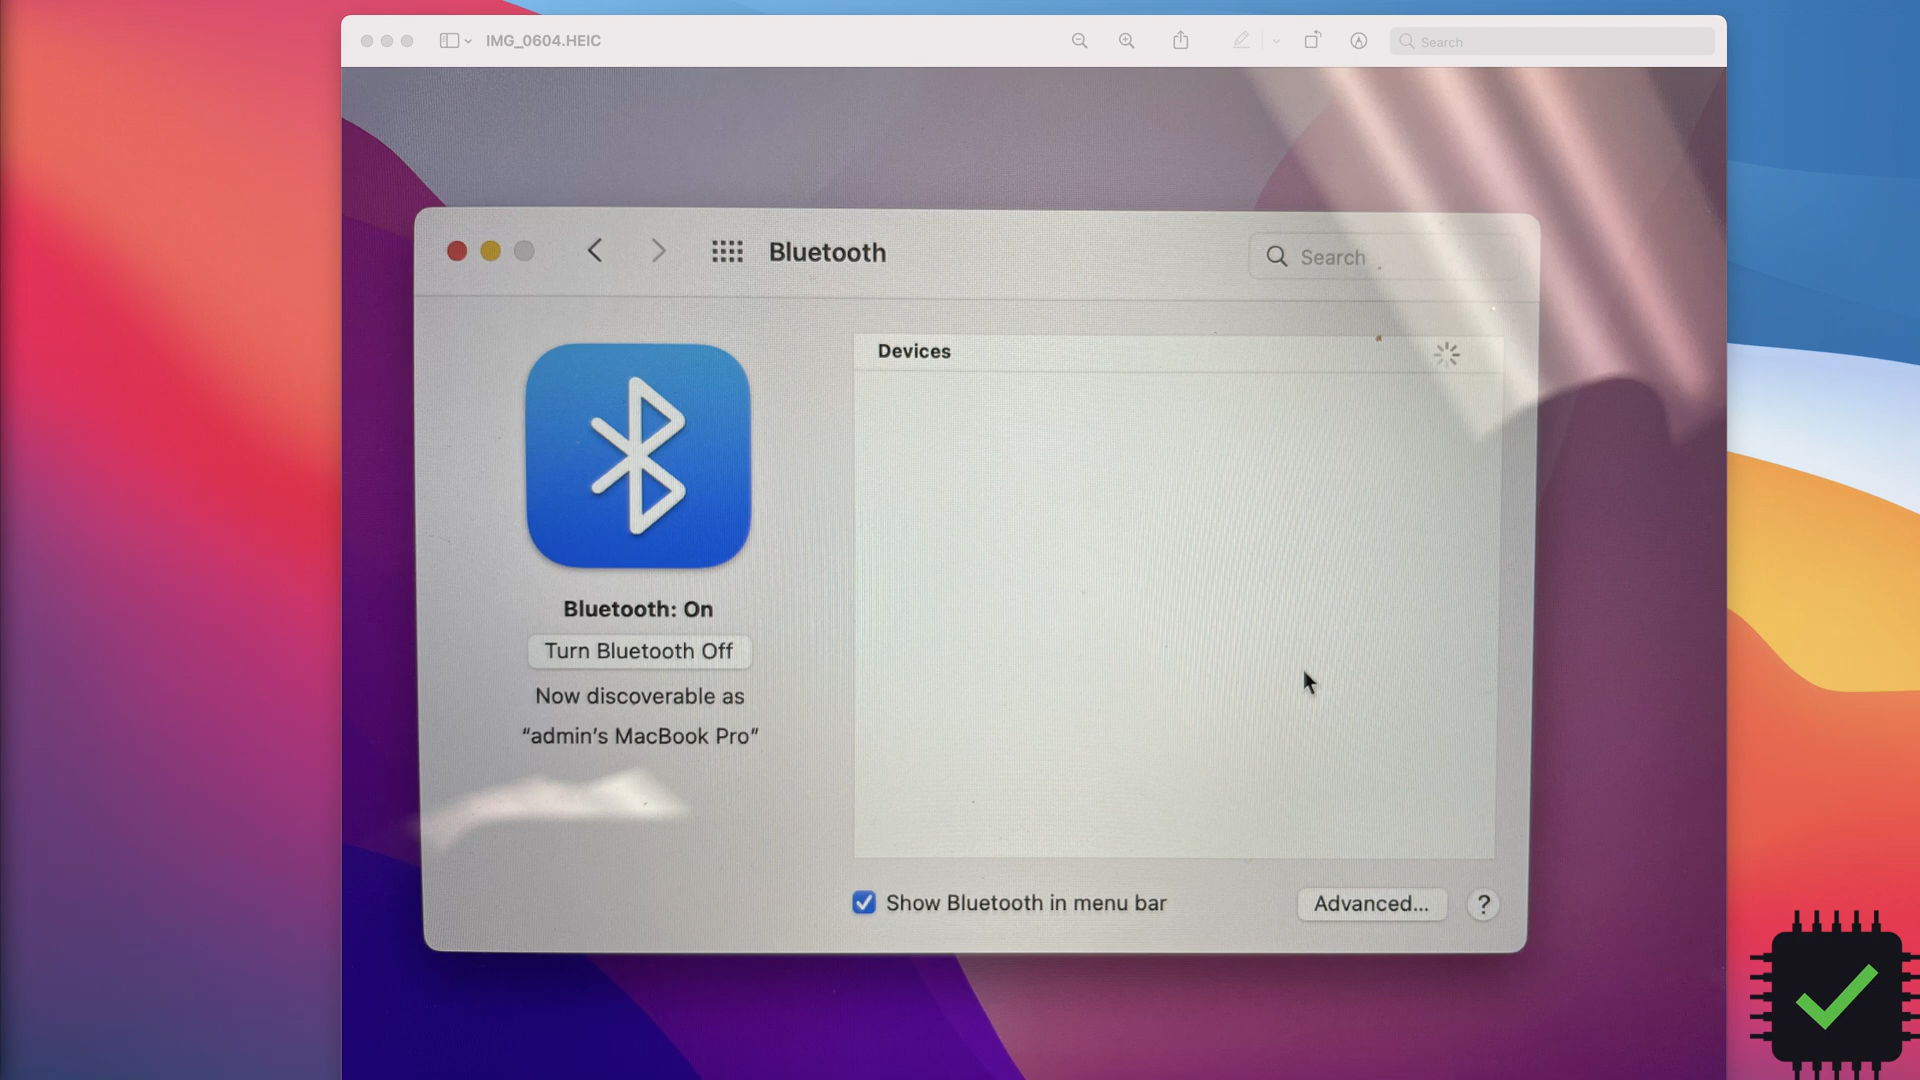 IMG_0604.HEIC
Search
Bluetooth
Search
Devices
Bluetooth: On
Turn Bluetooth Off
Now discoverable as
“admin’s MacBook Pro”
Show Bluetooth in menu bar
Advanced...
?